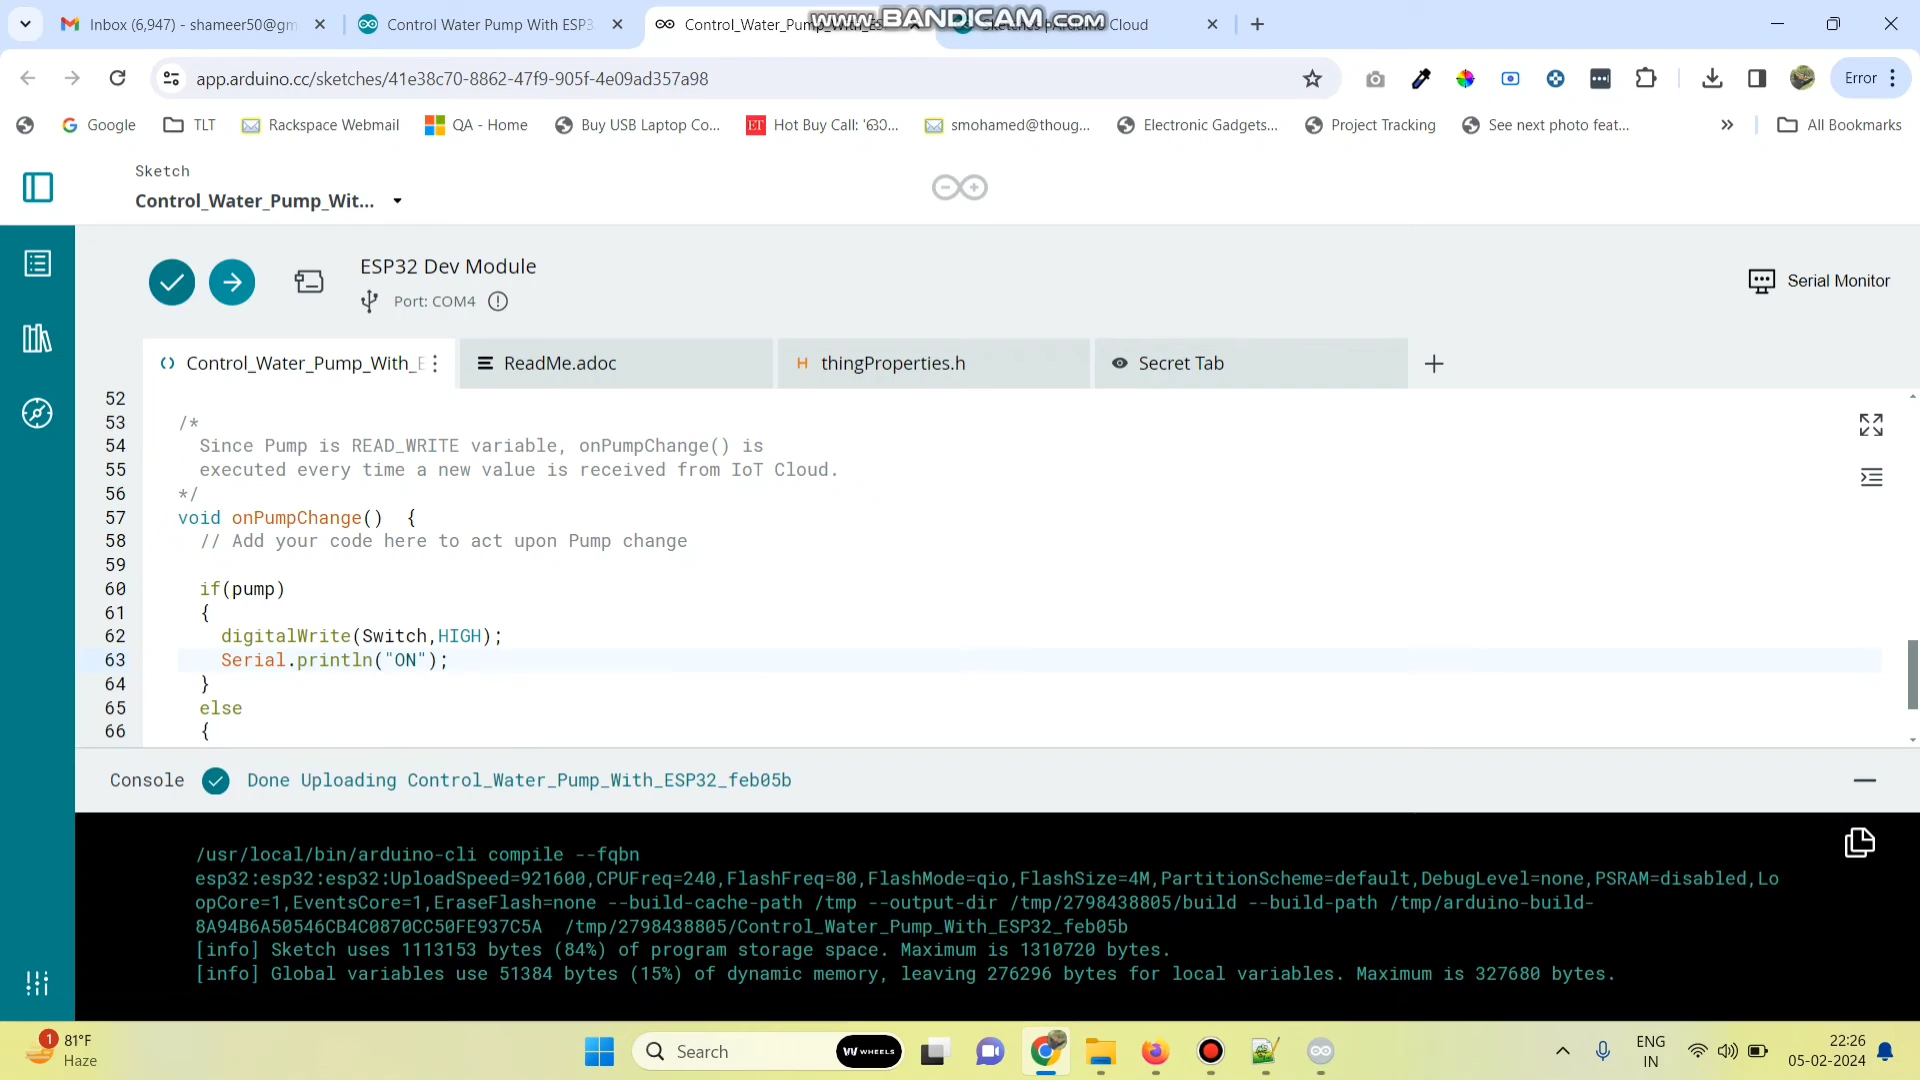 www.BANDICAM.com
Inbox (6,947) - shameer50@gm
Control Water Pump With ESP3
Control_Water_Pump_With_ES
Sketches | Arduino Cloud
app.arduino.cc/sketches/41e38c70-8862-47f9-905f-4e09ad357a98
Error
Google
TLT
Rackspace Webmail
QA - Home
Buy USB Laptop Co...
ET
Electronic Gadgets...
Project Tracking
See next photo feat...
smohamed@thoug...
All Bookmarks
Sketch
Control_Water_Pump_Wit...
ESP32 Dev Module
Port: COM4
Serial Monitor
Control_Water_Pump_With_E
ReadMe.adoc
H thingProperties.h
Secret Tab
52
53 /*
54 Since Pump is READ_WRITE variable, onPumpChange() is
55 executed every time a new value is received from IoT Cloud.
56 */
57 void onPumpChange()  {
58 // Add your code here to act upon Pump change
59
60 if(pump)
61 {
62 digitalWrite(Switch,HIGH);
63 Serial.println("ON");
64 }
65 else
66 {
Console
Done Uploading Control_Water_Pump_With_ESP32_feb05b
/usr/local/bin/arduino-cli compile --fqbn
esp32:esp32:esp32:UploadSpeed=921600,CPUFreq=240,FlashFreq=80,FlashMode=qio,FlashSize=4M,PartitionScheme=default,DebugLevel=none,PSRAM=disabled,Lo
opCore=1,EventsCore=1,EraseFlash=none --build-cache-path /tmp --output-dir /tmp/2798438805/build --build-path /tmp/arduino-build-
8A94B6A50546CB4C0870CC50FE937C5A  /tmp/2798438805/Control_Water_Pump_With_ESP32_feb05b
[info] Sketch uses 1113153 bytes (84%) of program storage space. Maximum is 1310720 bytes.
[info] Global variables use 51384 bytes (15%) of dynamic memory, leaving 276296 bytes for local variables. Maximum is 327680 bytes.
1
81°F
Haze
Search
WHEELS
ENG
IN
22:26
05-02-2024